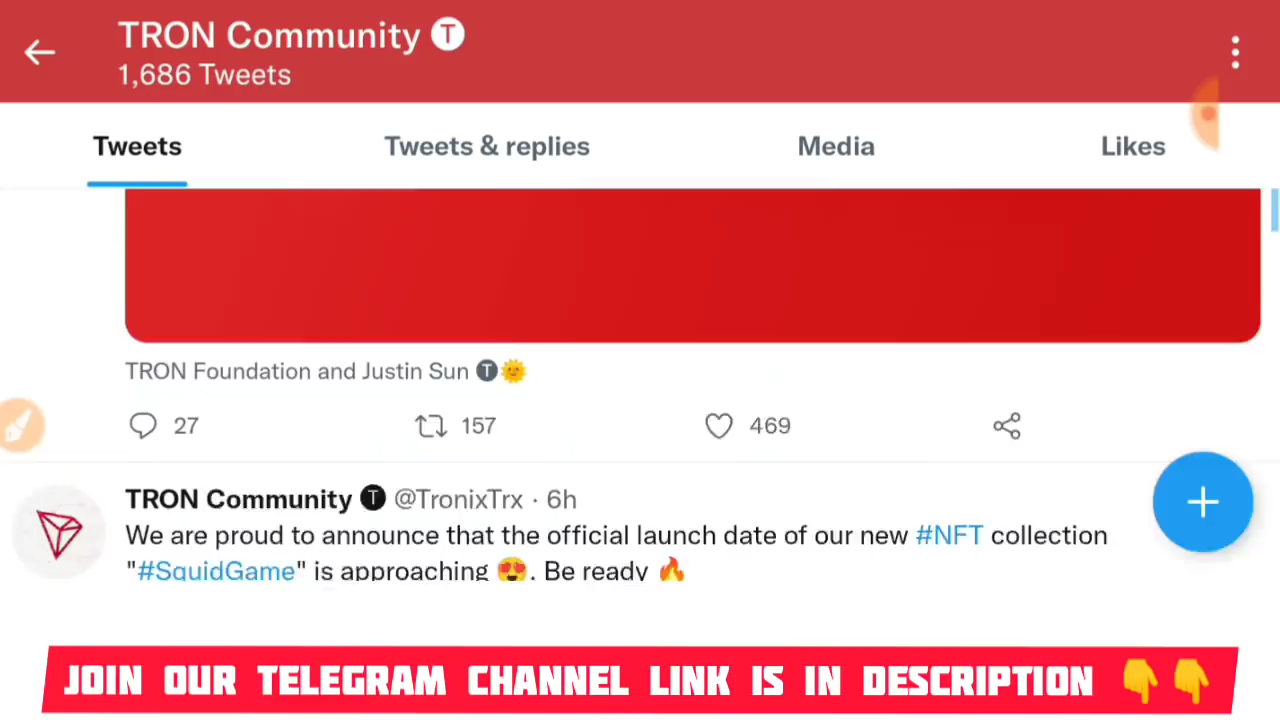 TRON Community T
1,686 Tweets
Tweets Tweets & replies Media Likes
TRON Foundation and Justin Sun T🌞
27 157 469
TRON Community T @TronixTrx · 6h
We are proud to announce that the official launch date of our new #NFT collection
"#SquidGame" is approaching 😍. Be ready 🔥
JOIN OUR TELEGRAM CHANNEL LINK IS IN DESCRIPTION 👇👇